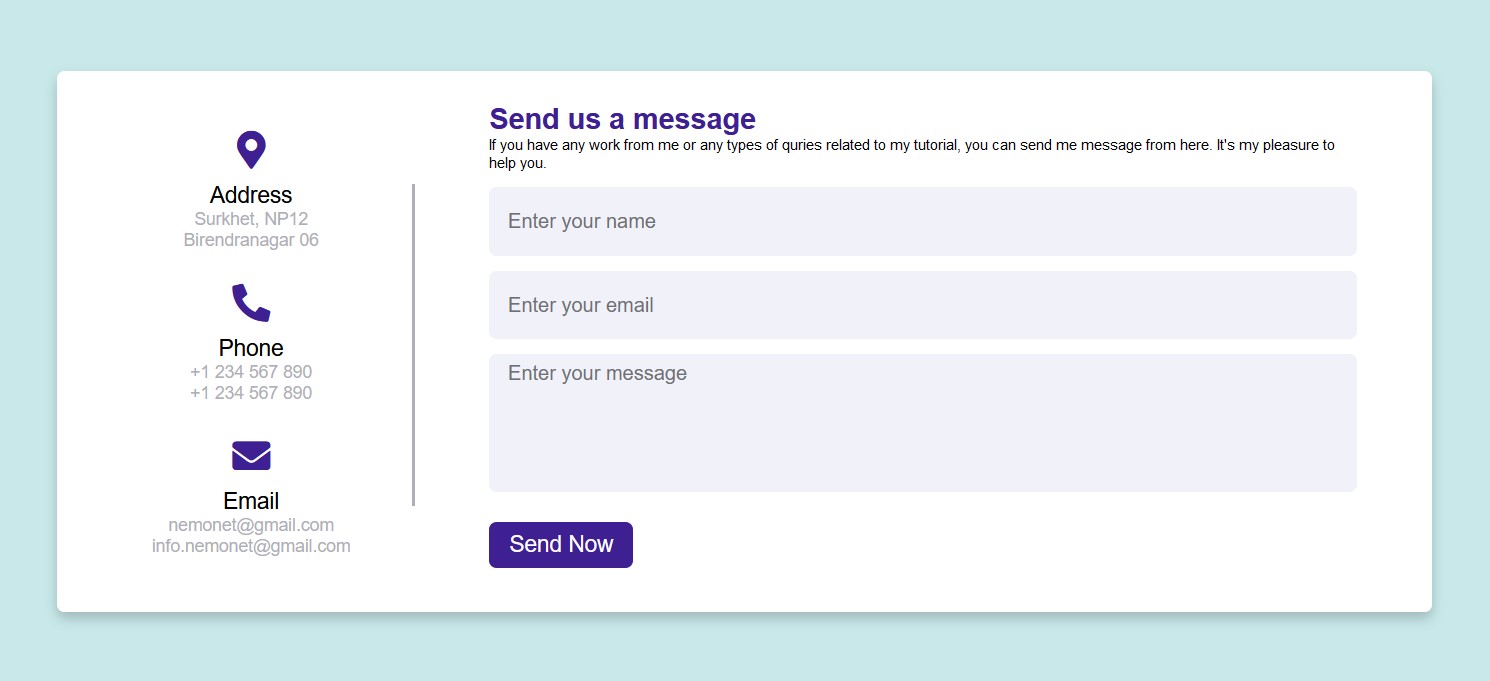 Address
Surkhet, NP12
Birendranagar 06
Phone
+1 234 567 890
+1 234 567 890
Email
nemonet@gmail.com
info.nemonet@gmail.com
Send us a message
If you have any work from me or any types of quries related to my tutorial, you can send me message from here. It's my pleasure to
help you.
Enter your name
Enter your email
Enter your message
Send Now